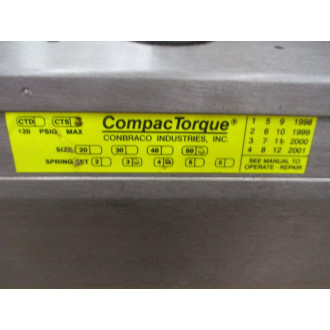 CTD CTS CompacTorque® 1 5 9 1998
120 PSIG MAX CONBRACO INDUSTRIES, INC. 2 6 10 1999
SIZE 20 30 40 50 3 7 11 2000
4 8 12 2001
SPRING SET 2 3 4 5 6 SEE MANUAL TO
OPERATE - REPAIR